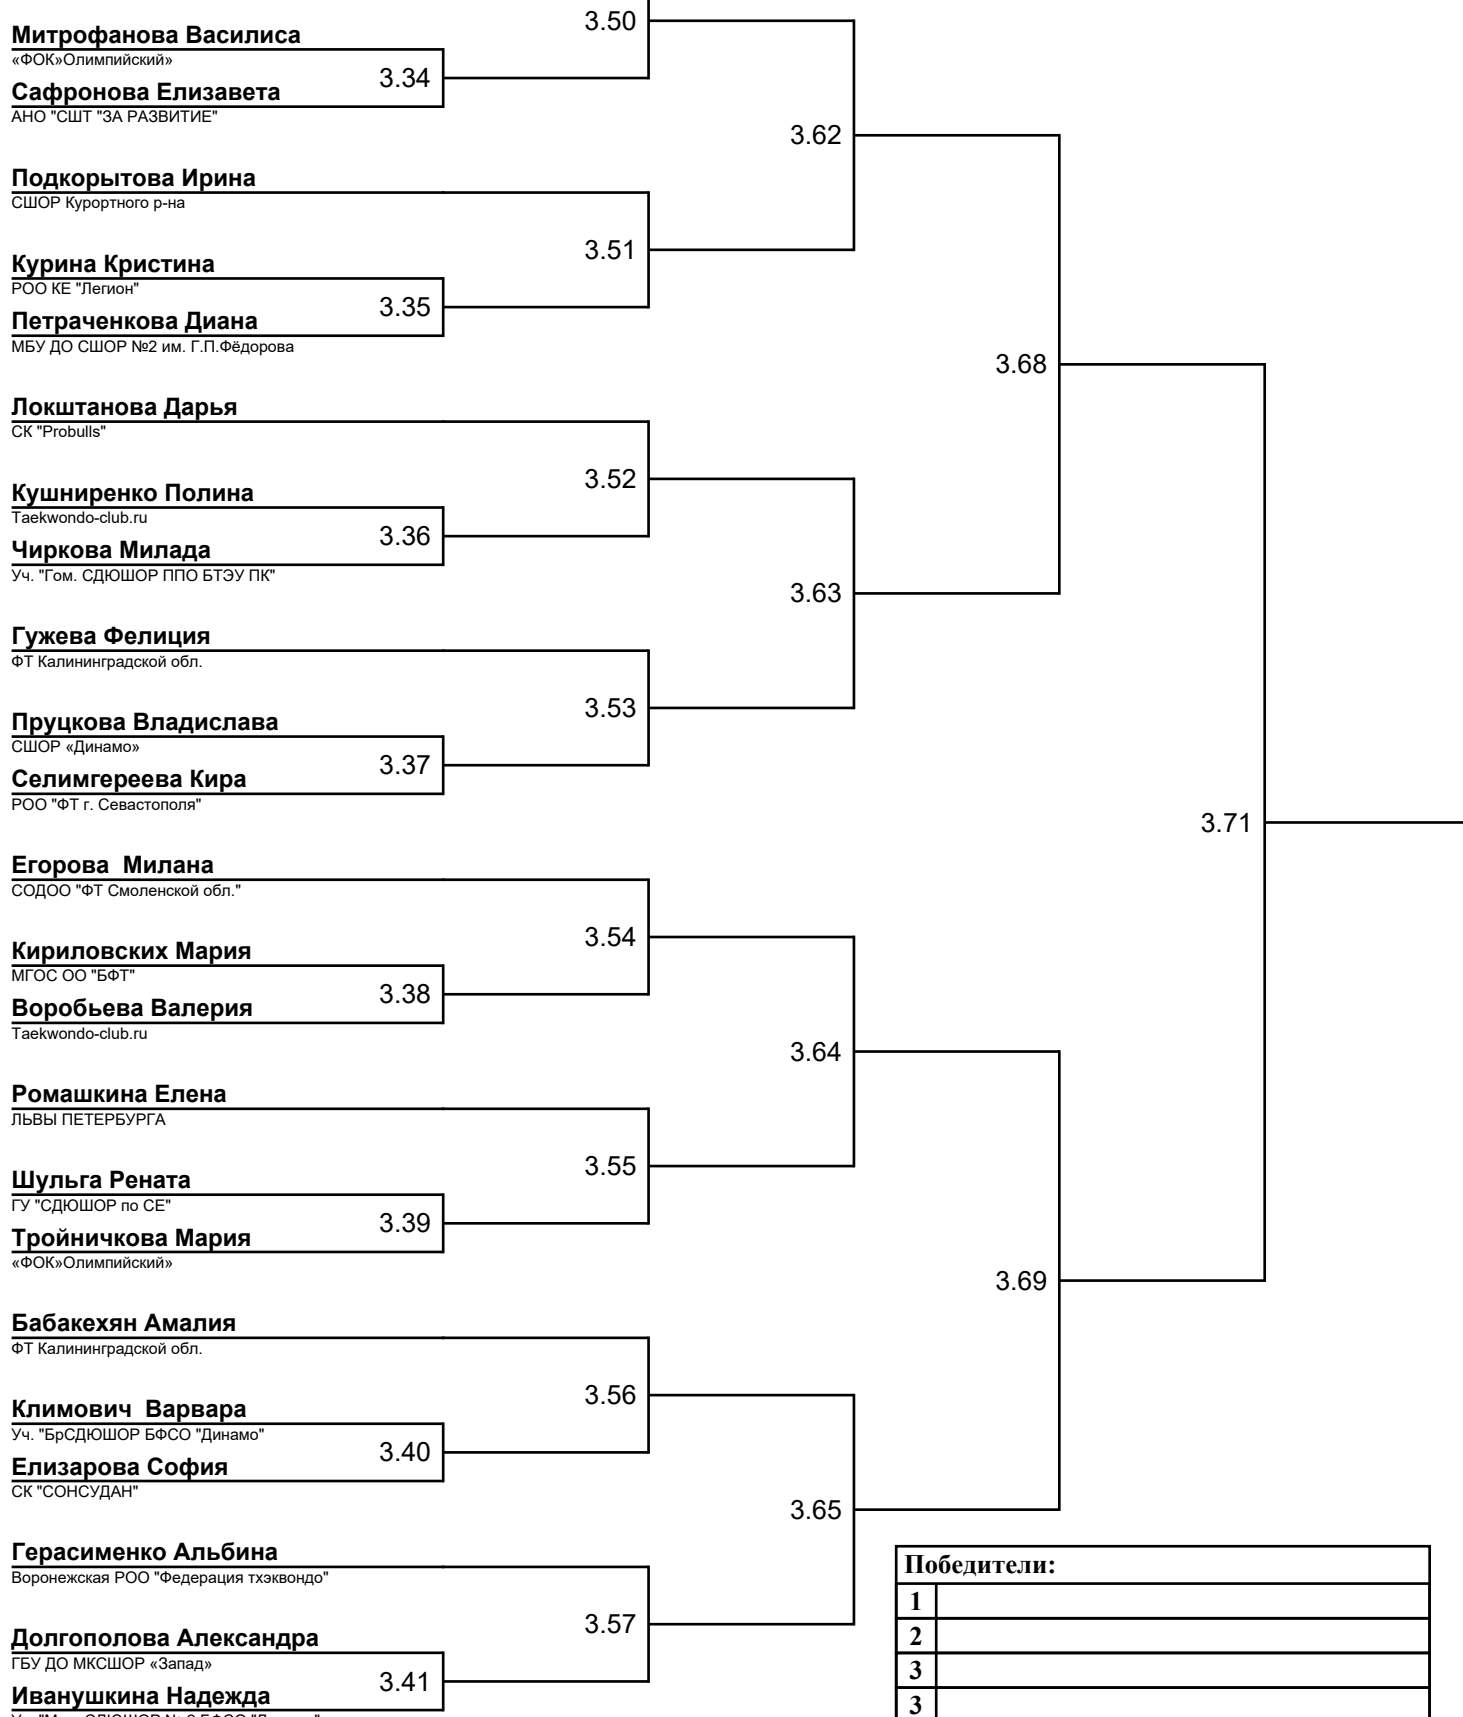 3.50
Митрофанова Василиса
«ФОК»Олимпийский»
3.34
Сафронова Елизавета
АНО "СШТ "ЗА РАЗВИТИЕ"
3.62
Подкорытова Ирина
СШОР Курортного р-на
3.51
Курина Кристина
РОО КЕ "Легион"
3.35
Петраченкова Диана
МБУ ДО СШОР №2 им. Г.П.Фёдорова
3.68
Локштанова Дарья
СК "Probulls"
3.52
Кушниренко Полина
Taekwondo-club.ru
3.36
Чиркова Милада
Уч. "Гом. СДЮШОР ППО БТЭУ ПК"
3.63
Гужева Фелиция
ФТ Калининградской обл.
3.53
Пруцкова Владислава
СШОР «Динамо»
3.37
Селимгереева Кира
РОО "ФТ г. Севастополя"
3.71
Егорова  Милана
СОДОО "ФТ Смоленской обл."
3.54
Кириловских Мария
МГОС ОО "БФТ"
3.38
Воробьева Валерия
Taekwondo-club.ru
3.64
Ромашкина Елена
ЛЬВЫ ПЕТЕРБУРГА
3.55
Шульга Рената
ГУ "СДЮШОР по СЕ"
3.39
Тройничкова Мария
«ФОК»Олимпийский»
3.69
Бабакехян Амалия
ФТ Калининградской обл.
3.56
Климович  Варвара
Уч. "БрСДЮШОР БФСО "Динамо"
3.40
Елизарова София
СК "СОНСУДАН"
3.65
Герасименко Альбина
Воронежская РОО "Федерация тхэквондо"
3.57
Долгополова Александра
ГБУ ДО МКСШОР «Запад»
3.41
Иванушкина Надежда
Победители:
1
2
3
3